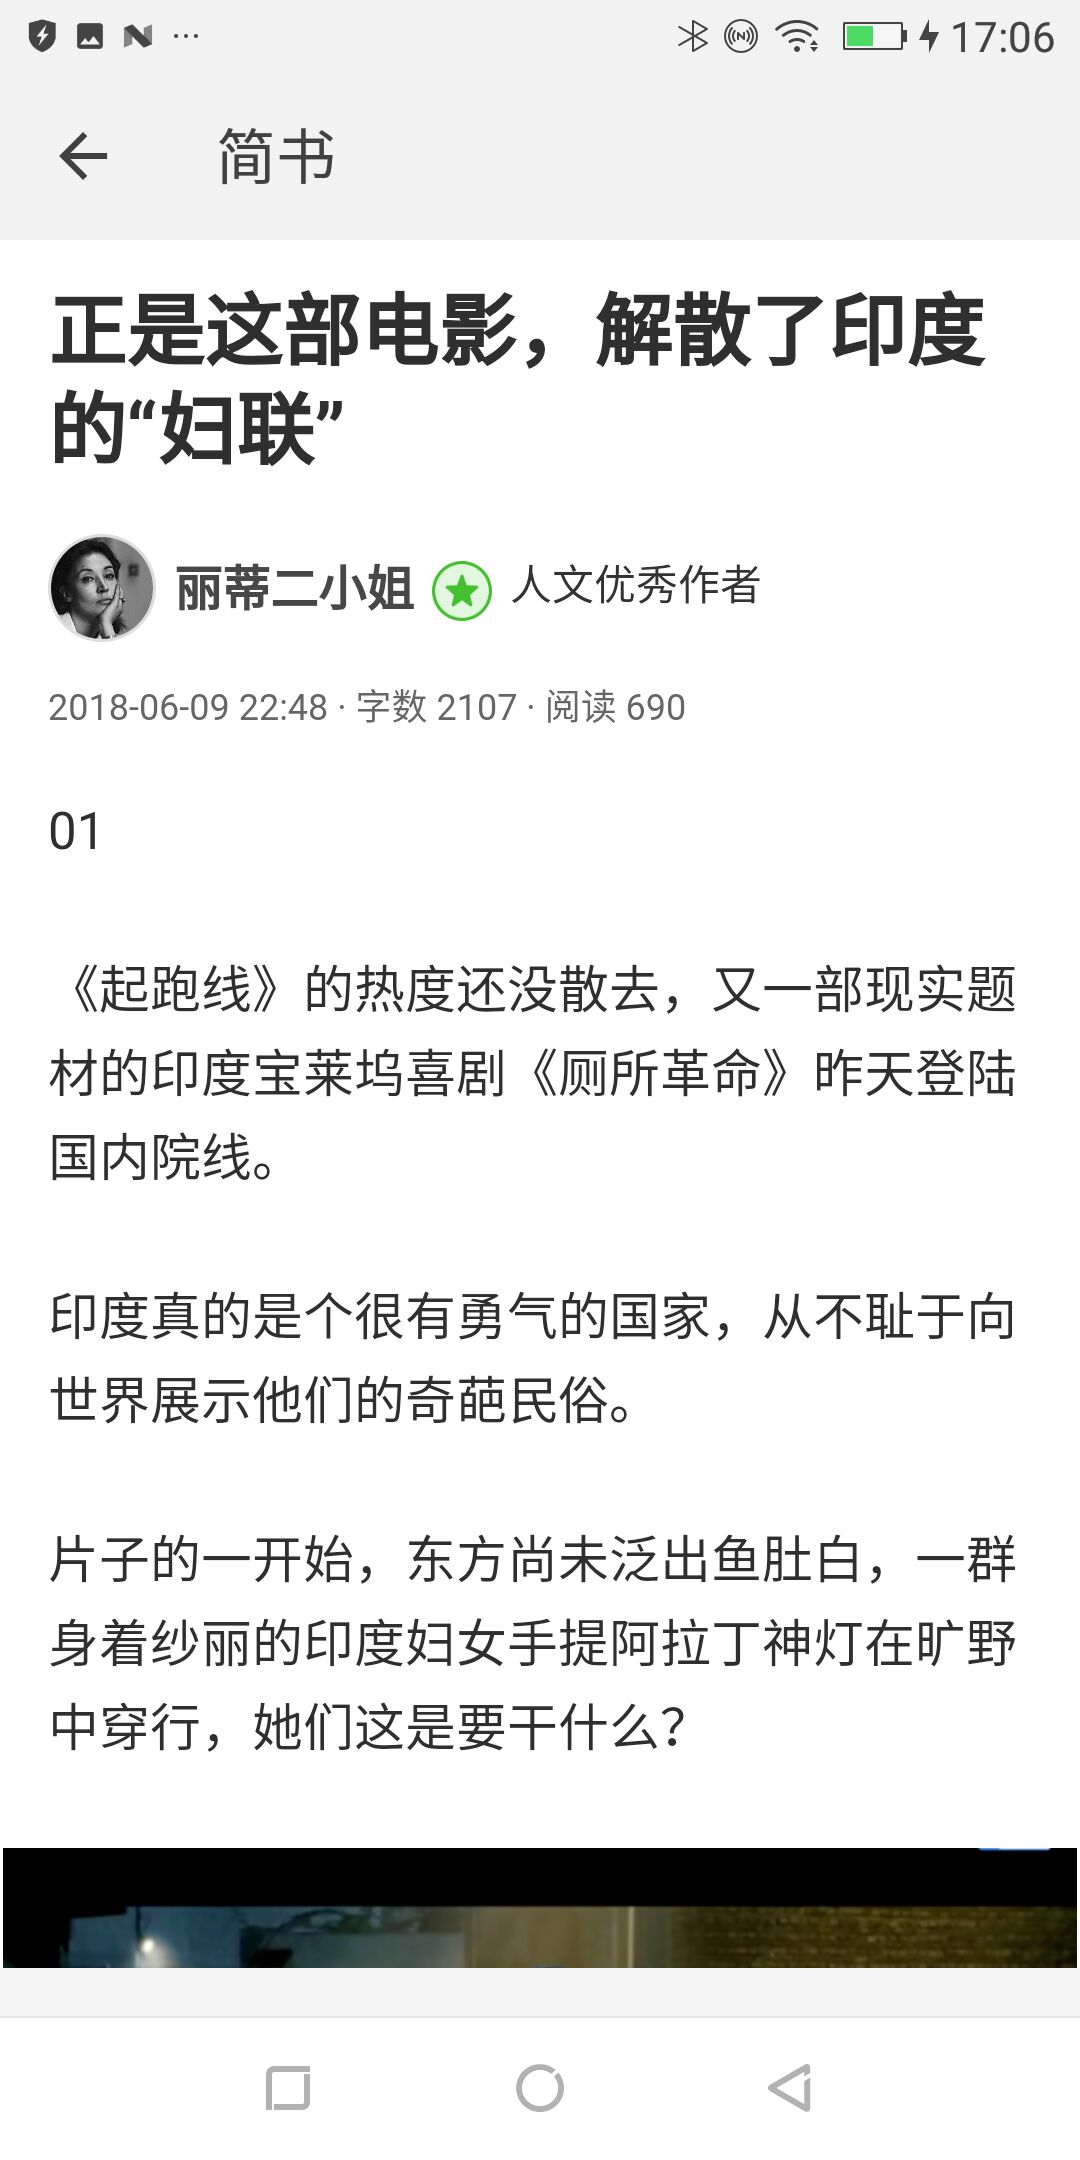 17:06
简书
正是这部电影，解散了印度
的“妇联”
丽蒂二小姐 人文优秀作者
2018-06-09 22:48 · 字数 2107 · 阅读 690
01
《起跑线》的热度还没散去，又一部现实题
材的印度宝莱坞喜剧《厕所革命》昨天登陆
国内院线。
印度真的是个很有勇气的国家，从不耻于向
世界展示他们的奇葩民俗。
片子的一开始，东方尚未泛出鱼肚白，一群
身着纱丽的印度妇女手提阿拉丁神灯在旷野
中穿行，她们这是要干什么？